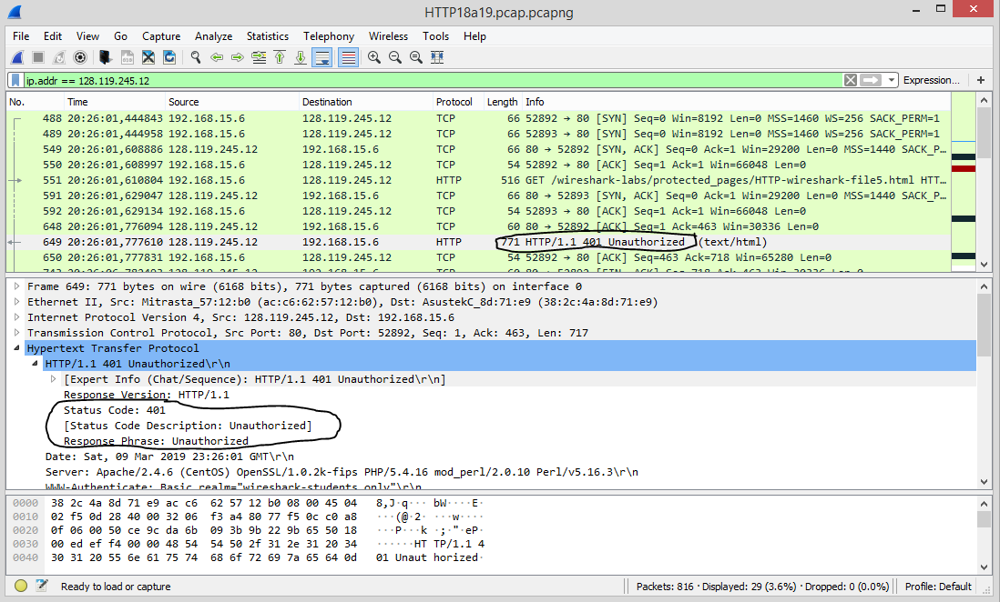 HTTP18a19.pcap.pcapng
File Edit View Go Capture Analyze Statistics Telephony Wireless Tools Help
ip.addr == 128.119.245.12 Expression... +
No. Time Source Destination Protocol Length Info
488 20:26:01,444843 192.168.15.6 128.119.245.12 TCP 66 52892 → 80 [SYN] Seq=0 Win=8192 Len=0 MSS=1460 WS=256 SACK_PERM=1
489 20:26:01,444958 192.168.15.6 128.119.245.12 TCP 66 52893 → 80 [SYN] Seq=0 Win=8192 Len=0 MSS=1460 WS=256 SACK_PERM=1
549 20:26:01,608886 128.119.245.12 192.168.15.6 TCP 66 80 → 52892 [SYN, ACK] Seq=0 Ack=1 Win=29200 Len=0 MSS=1440 SACK_P…
550 20:26:01,608997 192.168.15.6 128.119.245.12 TCP 54 52892 → 80 [ACK] Seq=1 Ack=1 Win=66048 Len=0
551 20:26:01,610804 192.168.15.6 128.119.245.12 HTTP 516 GET /wireshark-labs/protected_pages/HTTP-wireshark-file5.html HTT…
591 20:26:01,629047 128.119.245.12 192.168.15.6 TCP 66 80 → 52893 [SYN, ACK] Seq=0 Ack=1 Win=29200 Len=0 MSS=1440 SACK_P…
592 20:26:01,629134 192.168.15.6 128.119.245.12 TCP 54 52893 → 80 [ACK] Seq=1 Ack=1 Win=66048 Len=0
648 20:26:01,776094 128.119.245.12 192.168.15.6 TCP 60 80 → 52892 [ACK] Seq=1 Ack=463 Win=30336 Len=0
649 20:26:01,777610 128.119.245.12 192.168.15.6 HTTP 771 HTTP/1.1 401 Unauthorized (text/html)
650 20:26:01,777831 192.168.15.6 128.119.245.12 TCP 54 52892 → 80 [ACK] Seq=463 Ack=718 Win=65280 Len=0
Frame 649: 771 bytes on wire (6168 bits), 771 bytes captured (6168 bits) on interface 0
Ethernet II, Src: Mitrasta_57:12:b0 (ac:c6:62:57:12:b0), Dst: AsustekC_8d:71:e9 (38:2c:4a:8d:71:e9)
Internet Protocol Version 4, Src: 128.119.245.12, Dst: 192.168.15.6
Transmission Control Protocol, Src Port: 80, Dst Port: 52892, Seq: 1, Ack: 463, Len: 717
Hypertext Transfer Protocol
HTTP/1.1 401 Unauthorized\r\n
[Expert Info (Chat/Sequence): HTTP/1.1 401 Unauthorized\r\n]
Response Version: HTTP/1.1
Status Code: 401
[Status Code Description: Unauthorized]
Response Phrase: Unauthorized
Date: Sat, 09 Mar 2019 23:26:01 GMT\r\n
Server: Apache/2.4.6 (CentOS) OpenSSL/1.0.2k-fips PHP/5.4.16 mod_perl/2.0.10 Perl/v5.16.3\r\n
WWW-Authenticate: Basic realm="wireshark-students only"\r\n
0000 38 2c 4a 8d 71 e9 ac c6 62 57 12 b0 08 00 45 04 8,J·q··· bW····E·
0010 02 f5 0d 28 40 00 32 06 f3 a4 80 77 f5 0c c0 a8 ···(@·2· ···w····
0020 0f 06 00 50 ce 9c da 6b 09 3b 9b 22 9b 65 50 18 ···P···k ·;·"·eP·
0030 00 ed ef f4 00 00 48 54 54 50 2f 31 2e 31 20 34 ······HT TP/1.1 4
0040 30 31 20 55 6e 61 75 74 68 6f 72 69 7a 65 64 0d 01 Unaut horized·
Ready to load or capture Packets: 816 · Displayed: 29 (3.6%) · Dropped: 0 (0.0%) Profile: Default